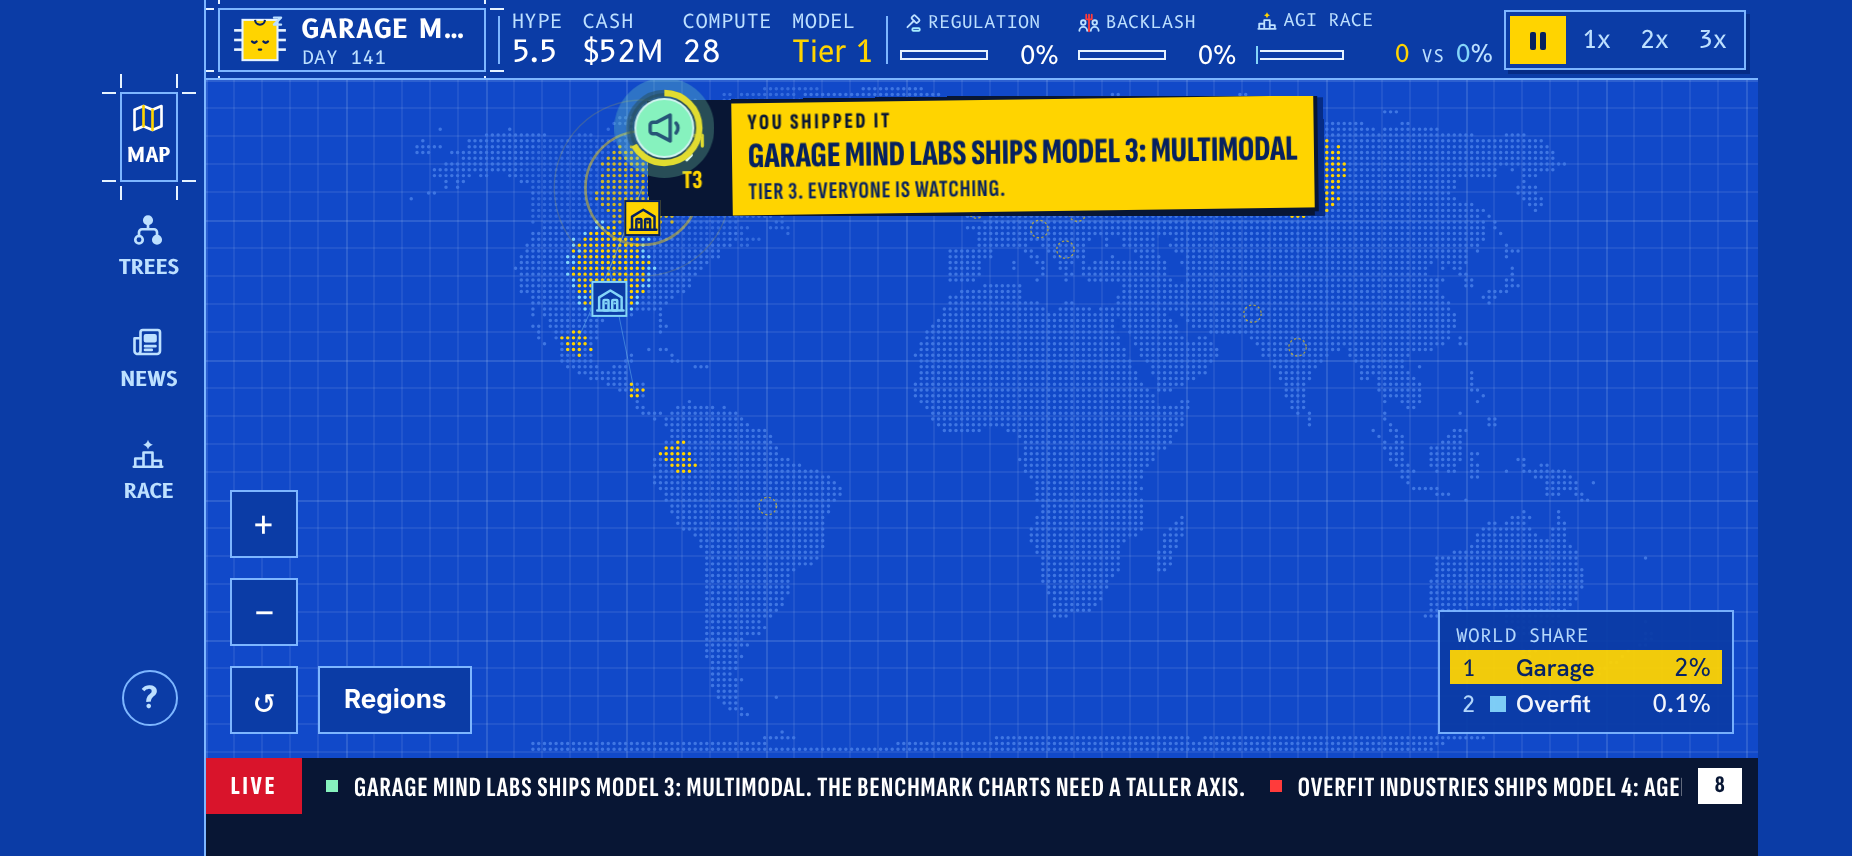 GARAGE M...
DAY 141
HYPE
5.5
CASH
$52M
COMPUTE
28
MODEL
Tier 1
REGULATION
0%
BACKLASH
0%
AGI RACE
0 VS 0%
1x
2x
3x
MAP
TREES
NEWS
RACE
?
T3
YOU SHIPPED IT
GARAGE MIND LABS SHIPS MODEL 3: MULTIMODAL
TIER 3. EVERYONE IS WATCHING.
+
−
↺
Regions
WORLD SHARE
1 Garage 2%
2 Overfit 0.1%
LIVE
GARAGE MIND LABS SHIPS MODEL 3: MULTIMODAL. THE BENCHMARK CHARTS NEED A TALLER AXIS.
OVERFIT INDUSTRIES SHIPS MODEL 4:
8